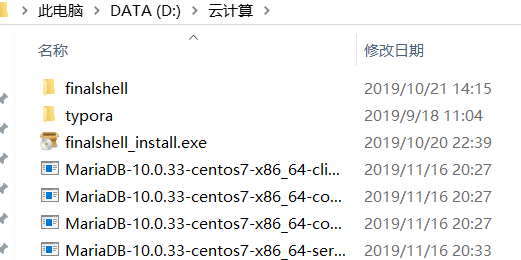 此电脑 › DATA (D:) › 云计算 ›
名称 修改日期
finalshell 2019/10/21 14:15
typora 2019/9/18 11:04
finalshell_install.exe 2019/10/20 22:39
MariaDB-10.0.33-centos7-x86_64-cli... 2019/11/16 20:27
MariaDB-10.0.33-centos7-x86_64-co... 2019/11/16 20:27
MariaDB-10.0.33-centos7-x86_64-co... 2019/11/16 20:27
MariaDB-10.0.33-centos7-x86_64-ser... 2019/11/16 20:33